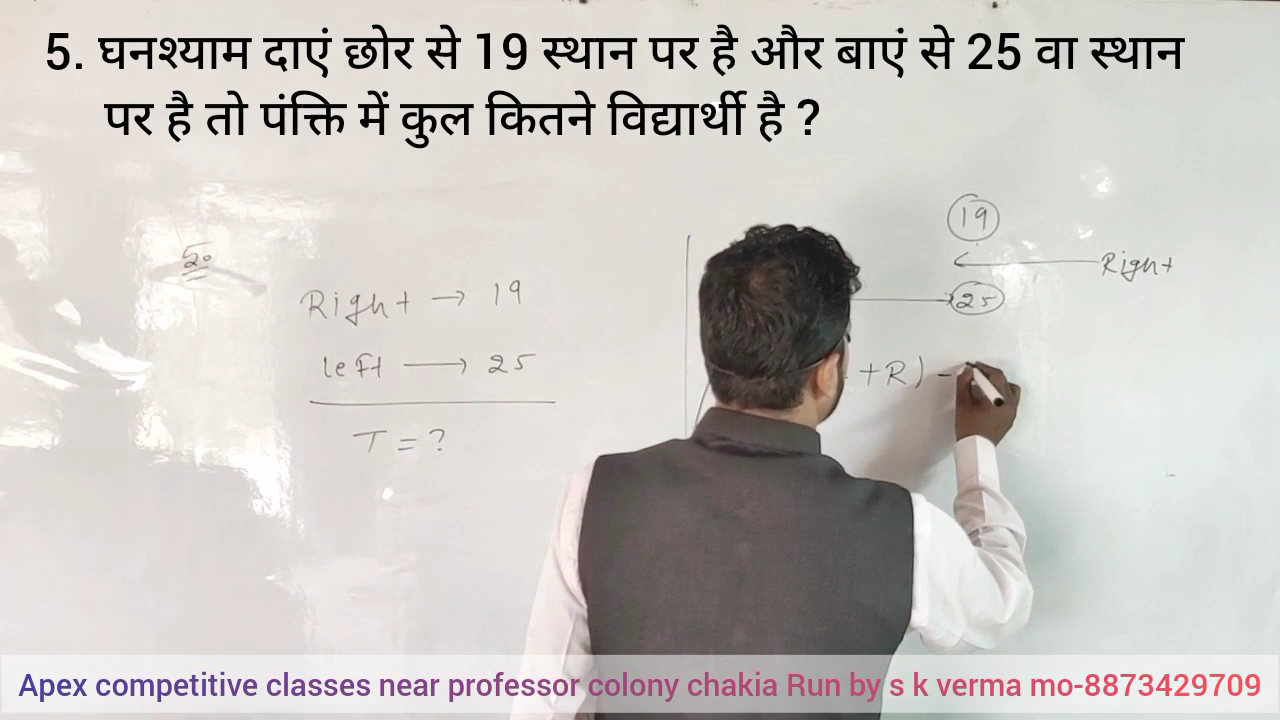 5. घनश्याम दाएं छोर से 19 स्थान पर है और बाएं से 25 वा स्थान
पर है तो पंक्ति में कुल कितने विद्यार्थी है ?
19
Right
25
+R) -
50
Right → 19
left → 25
T = ?
Apex competitive classes near professor colony chakia Run by s k verma mo-8873429709